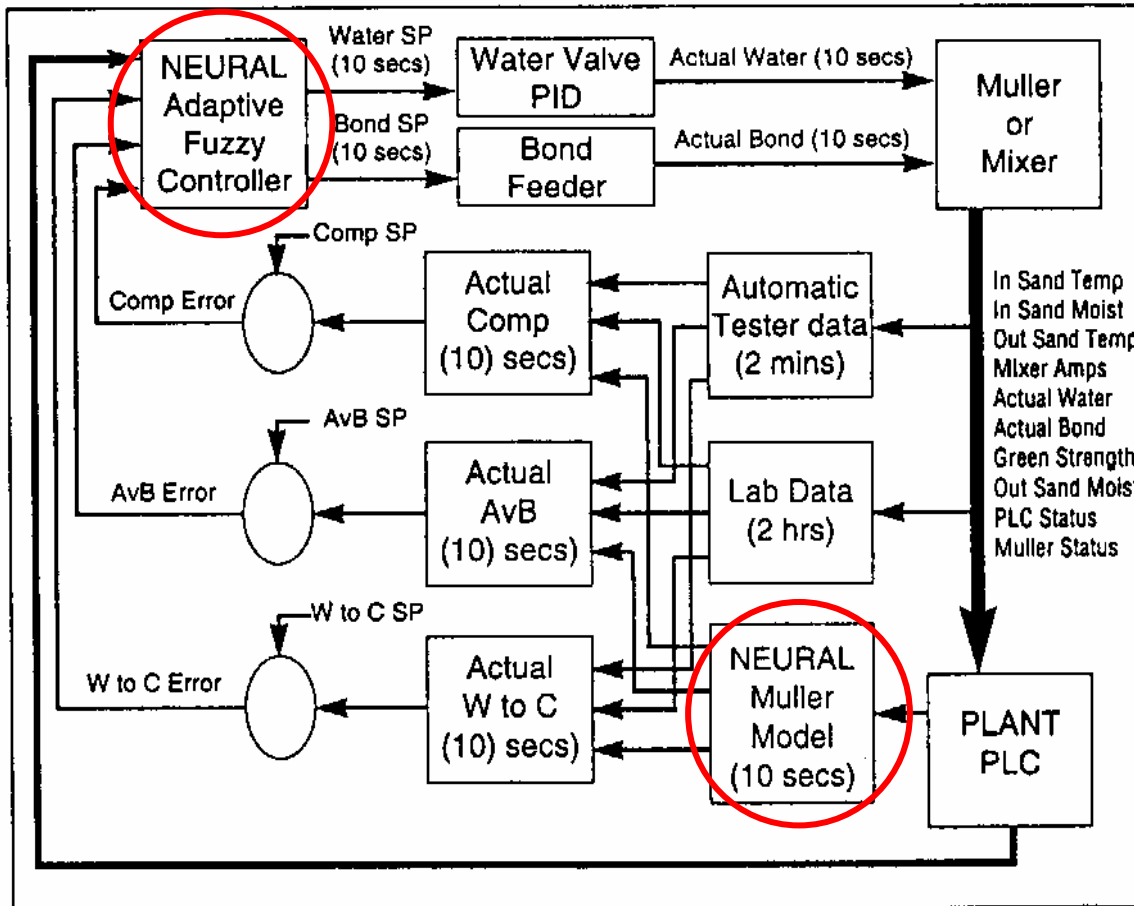 NEURAL
Adaptive
Fuzzy
Controller
Water SP
(10 secs)
Bond SP
(10 secs)
Water Valve
PID
Bond
Feeder
Actual Water (10 secs)
Actual Bond (10 secs)
Muller
or
Mixer
Comp SP
Comp Error
Actual
Comp
(10) secs)
Automatic
Tester data
(2 mins)
In Sand Temp
In Sand Moist
Out Sand Temp
Mixer Amps
Actual Water
Actual Bond
Green Strength
Out Sand Moist
PLC Status
Muller Status
AvB SP
AvB Error
Actual
AvB
(10) secs)
Lab Data
(2 hrs)
W to C SP
W to C Error
Actual
W to C
(10) secs)
NEURAL
Muller
Model
(10 secs)
PLANT
PLC